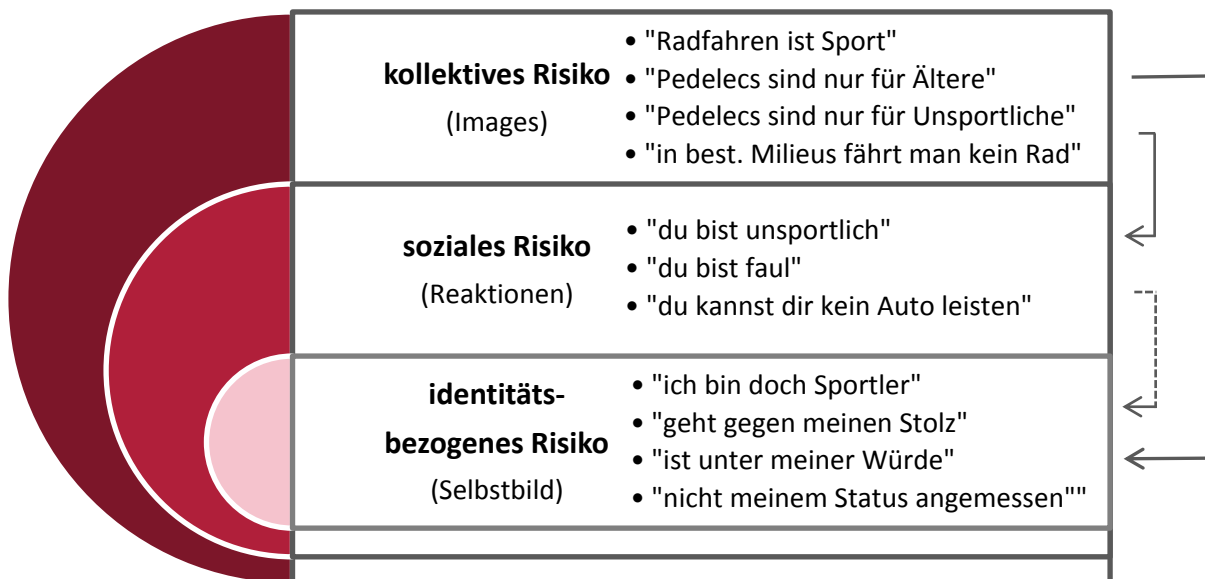 kollektives Risiko
(Images)
• "Radfahren ist Sport"
• "Pedelecs sind nur für Ältere"
• "Pedelecs sind nur für Unsportliche"
• "in best. Milieus fährt man kein Rad"
soziales Risiko
(Reaktionen)
• "du bist unsportlich"
• "du bist faul"
• "du kannst dir kein Auto leisten"
identitäts-
bezogenes Risiko
(Selbstbild)
• "ich bin doch Sportler"
• "geht gegen meinen Stolz"
• "ist unter meiner Würde"
• "nicht meinem Status angemessen""